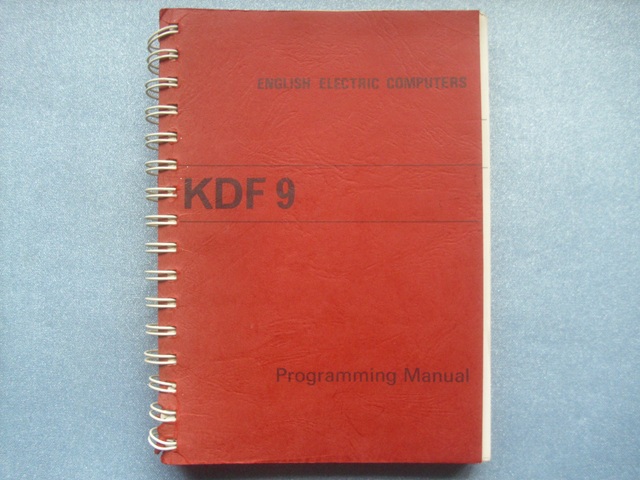 ENGLISH ELECTRIC COMPUTERS
KDF 9
Programming Manual